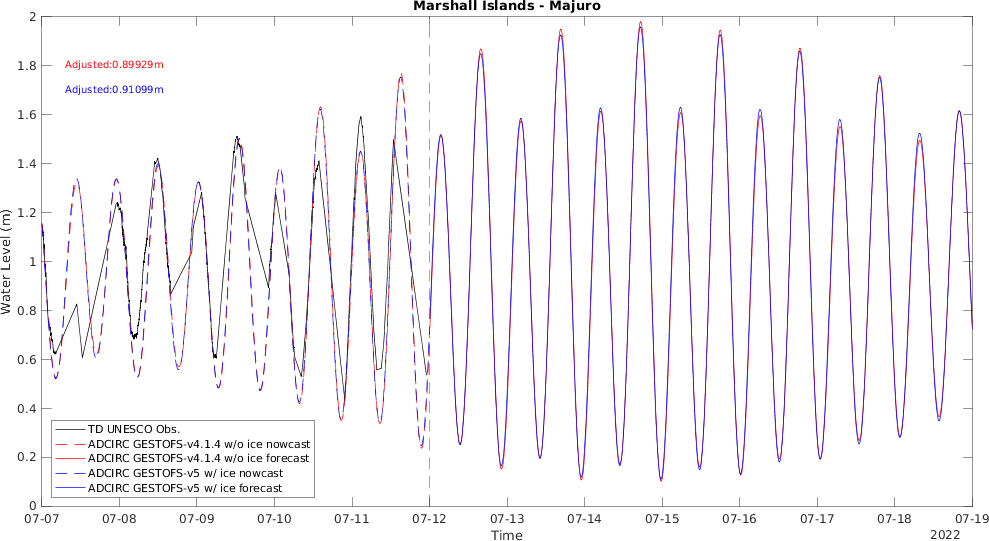 Marshall Islands - Majuro
2
1.8
1.6
1.4
1.2
1
0.8
0.6
0.4
0.2
0
Water Level (m)
Adjusted:0.89929m
Adjusted:0.91099m
TD UNESCO Obs.
ADCIRC GESTOFS-v4.1.4 w/o ice nowcast
ADCIRC GESTOFS-v4.1.4 w/o ice forecast
ADCIRC GESTOFS-v5 w/ ice nowcast
ADCIRC GESTOFS-v5 w/ ice forecast
07-07 07-08 07-09 07-10 07-11 07-12 07-13 07-14 07-15 07-16 07-17 07-18 07-19
Time
2022